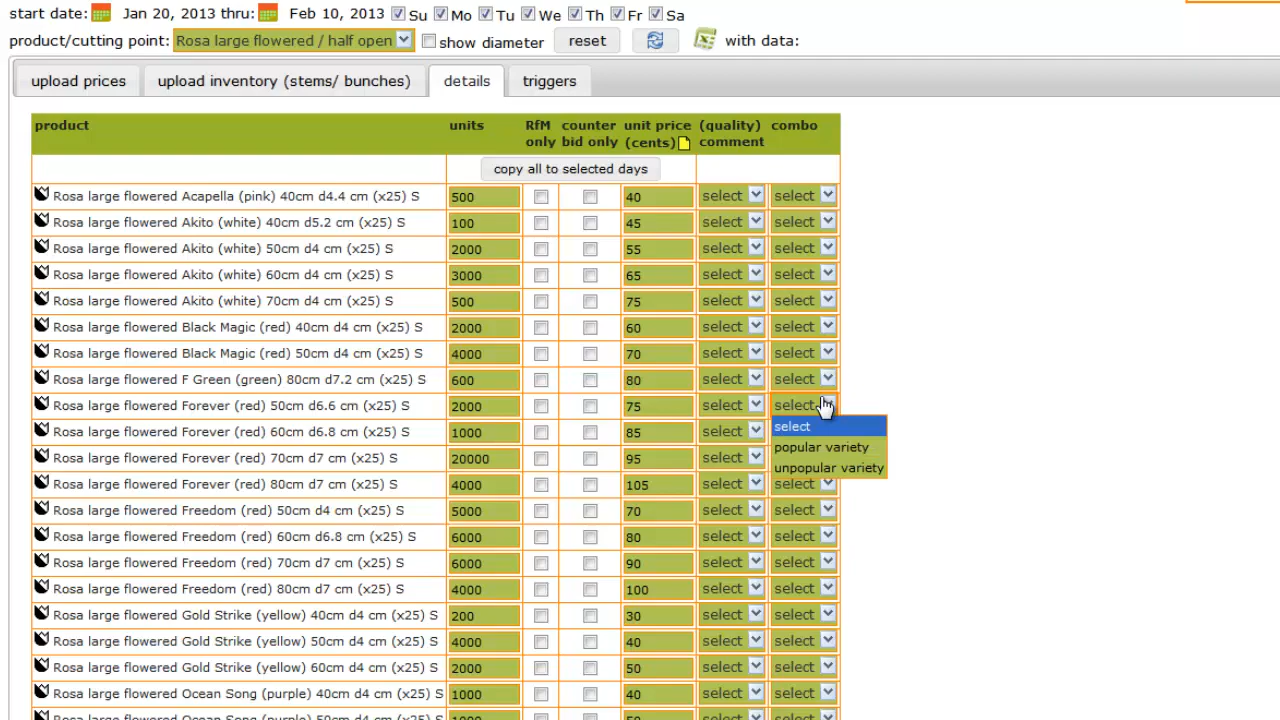 start date: Jan 20, 2013 thru: Feb 10, 2013 Su Mo Tu We Th Fr Sa
product/cutting point: Rosa large flowered / half open show diameter reset with data:
upload prices upload inventory (stems/ bunches) details triggers
product units RfM only counter bid only unit price (cents) (quality) comment combo
copy all to selected days
Rosa large flowered Acapella (pink) 40cm d4.4 cm (x25) S 500 40 select select
Rosa large flowered Akito (white) 40cm d5.2 cm (x25) S 100 45 select select
Rosa large flowered Akito (white) 50cm d4 cm (x25) S 2000 55 select select
Rosa large flowered Akito (white) 60cm d4 cm (x25) S 3000 65 select select
Rosa large flowered Akito (white) 70cm d4 cm (x25) S 500 75 select select
Rosa large flowered Black Magic (red) 40cm d4 cm (x25) S 2000 60 select select
Rosa large flowered Black Magic (red) 50cm d4 cm (x25) S 4000 70 select select
Rosa large flowered F Green (green) 80cm d7.2 cm (x25) S 600 80 select select
Rosa large flowered Forever (red) 50cm d6.6 cm (x25) S 2000 75 select select
Rosa large flowered Forever (red) 60cm d6.8 cm (x25) S 1000 85 select select
popular variety
Rosa large flowered Forever (red) 70cm d7 cm (x25) S 20000 95 select
unpopular variety
Rosa large flowered Forever (red) 80cm d7 cm (x25) S 4000 105 select select
Rosa large flowered Freedom (red) 50cm d4 cm (x25) S 5000 70 select select
Rosa large flowered Freedom (red) 60cm d6.8 cm (x25) S 6000 80 select select
Rosa large flowered Freedom (red) 70cm d7 cm (x25) S 6000 90 select select
Rosa large flowered Freedom (red) 80cm d7 cm (x25) S 4000 100 select select
Rosa large flowered Gold Strike (yellow) 40cm d4 cm (x25) S 200 30 select select
Rosa large flowered Gold Strike (yellow) 50cm d4 cm (x25) S 4000 40 select select
Rosa large flowered Gold Strike (yellow) 60cm d4 cm (x25) S 2000 50 select select
Rosa large flowered Ocean Song (purple) 40cm d4 cm (x25) S 1000 40 select select
Rosa large flowered Ocean Song (purple) 50cm d4 cm (x25) S